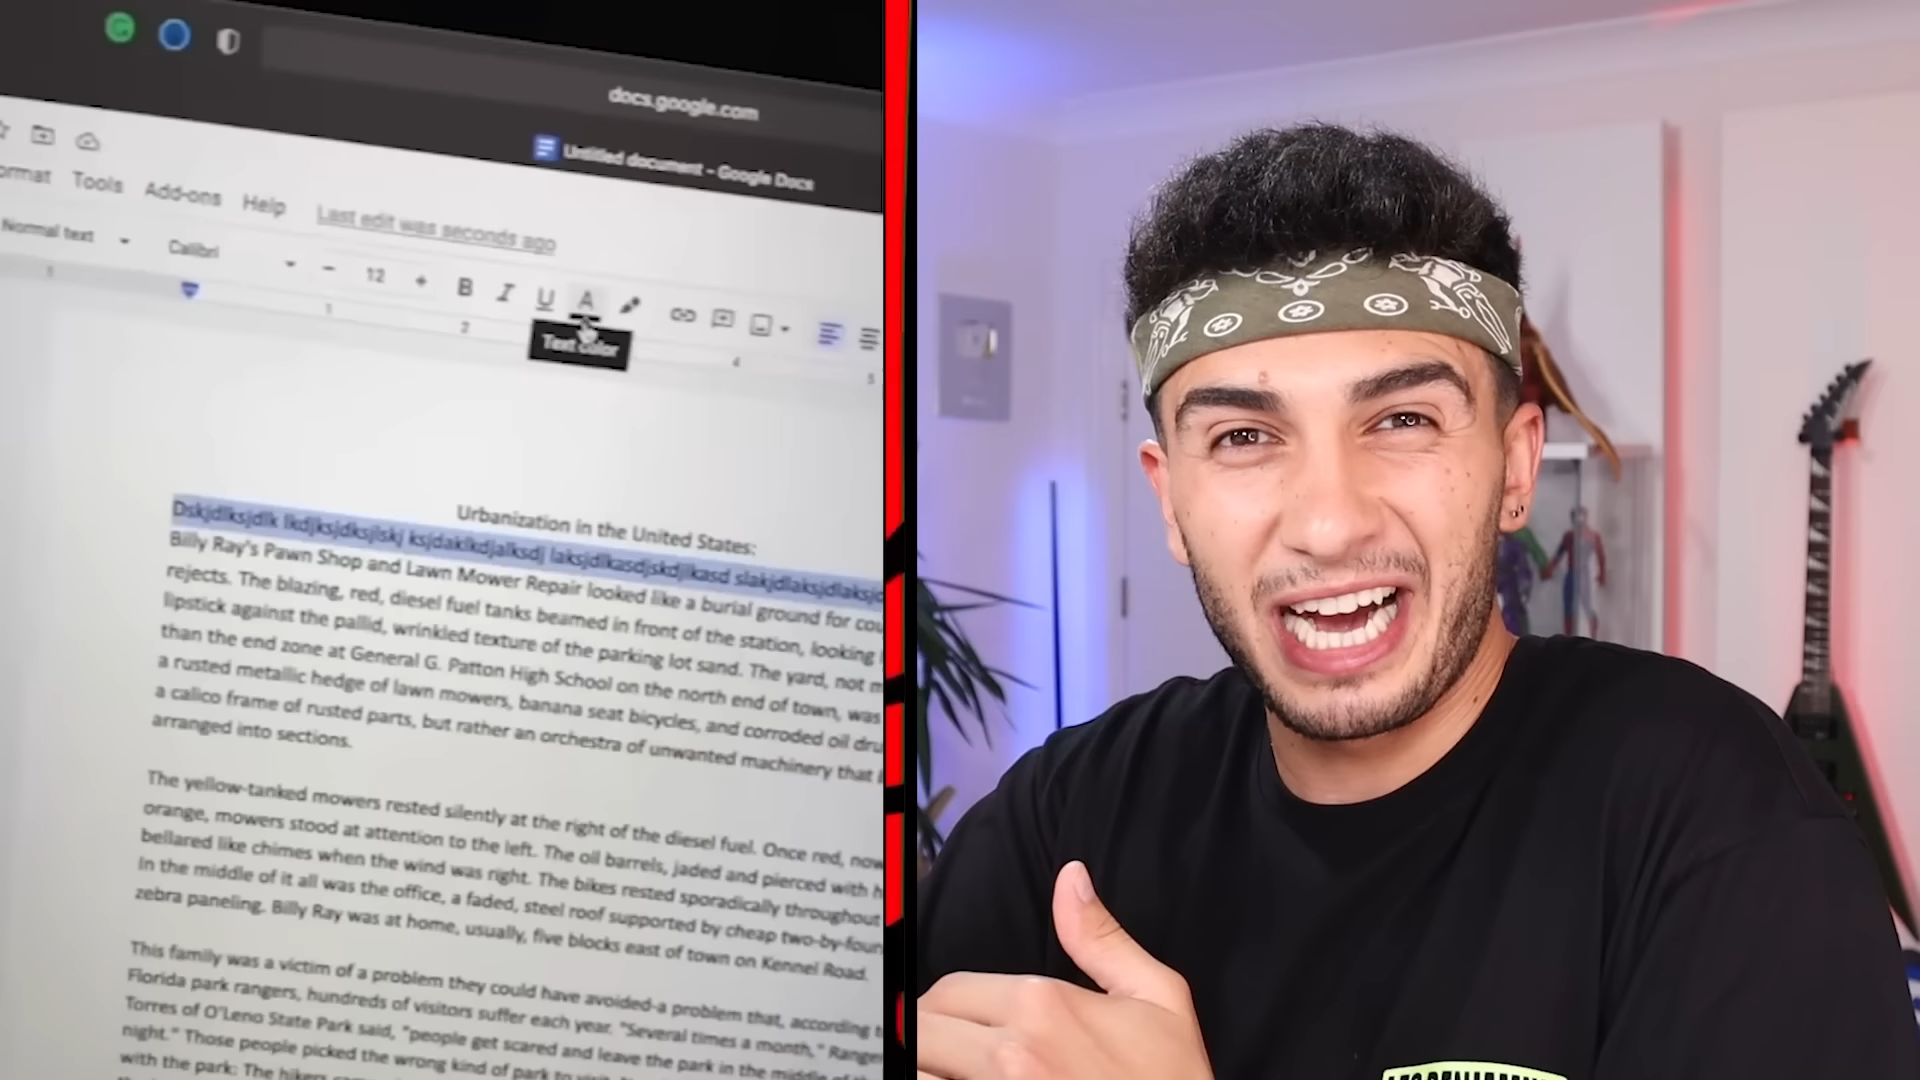 docs.google.com
Untitled document - Google Docs
Tools Add-ons Help Last edit was seconds ago
Normal text Calibri 12 B I U A
1 1 2 4 5
Text color
Urbanization in the United States:
Dskjdlksjdlk lkdjksjdksjlskj
Billy Ray's Pawn Shop and Lawn Mower Repair looked like a burial ground for
rejects. The blazing, red, diesel fuel tanks beamed in front of the station, looking
lipstick against the pallid, wrinkled texture of the parking lot sand. The yard, not
than the end zone at General G. Patton High School on the north end of town, was
a rusted metallic hedge of lawn mowers, banana seat bicycles, and corroded oil
a calico frame of rusted parts, but rather an orchestra of unwanted machinery that
arranged into sections.
The yellow-tanked mowers rested silently at the right of the diesel fuel. Once red,
orange, mowers stood at attention to the left. The oil barrels, jaded and pierced with
bellared like chimes when the wind was right. The bikes rested sporadically throughout
In the middle of it all was the office, a faded, steel roof supported by cheap two-by-four
zebra paneling. Billy Ray was at home, usually, five blocks east of town on Kennel Road.
This family was a victim of a problem they could have avoided-a problem that, according
Florida park rangers, hundreds of visitors suffer each year. "Several times a month,"
Torres of O'Leno State Park said, "people get scared and leave the park in the middle of
night." Those people picked the wrong kind of park to visit.
with the park: The hikers